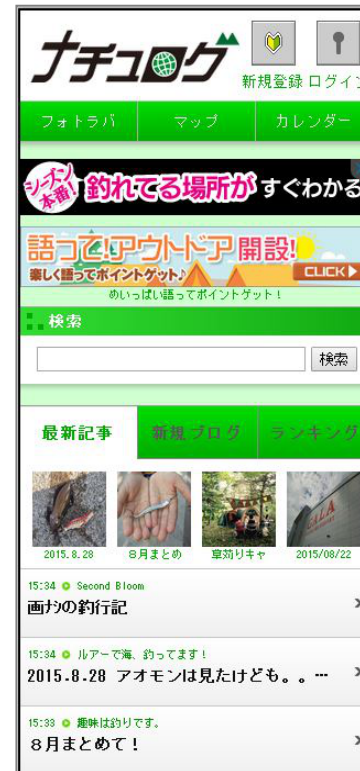 ナチュログ
新規登録 ログイン
フォトラバ マップ カレンダー
シーズン本番! 釣れてる場所が すぐわかる
語って!アウトドア 開設!
楽しく語ってポイントゲット♪ CLICK
めいっぱい語ってポイントゲット!
検索
検索
最新記事 新規ブログ ランキング
GALA
2015.8.28 8月まとめ 草苅りキャ 2015/08/22
15:34 Second Bloom
15:34 ルアーで海、釣ってます!
2015.8.28 アオモンは見たけども。。…
15:33 趣味は釣りです。
8月まとめて!